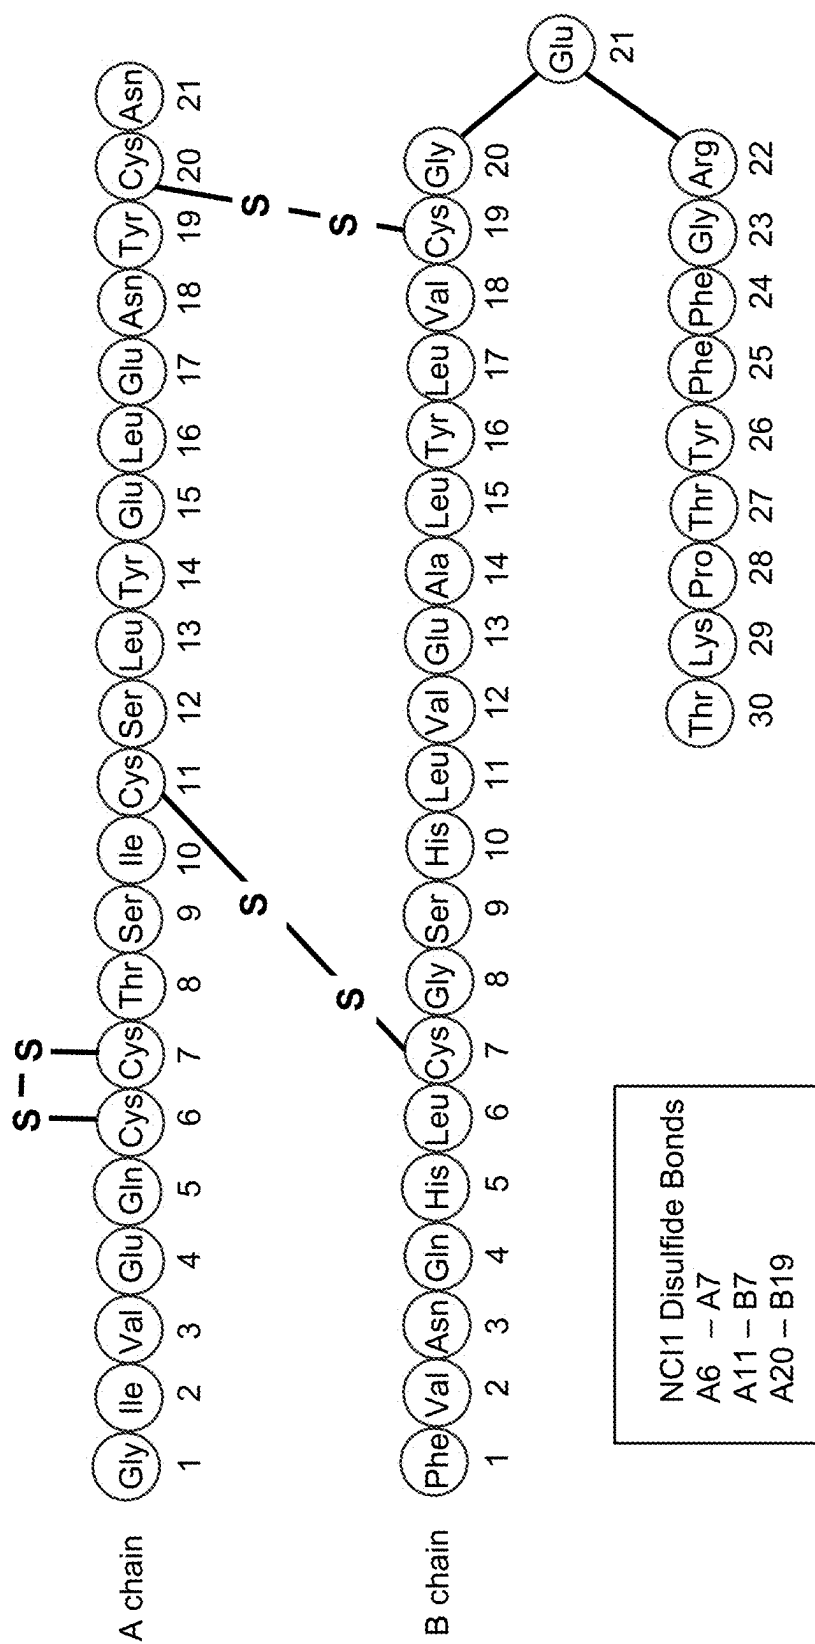 S – S
A chain Gly Ile Val Glu Gln Cys Cys Thr Ser Ile Cys Ser Leu Tyr Glu Leu Glu Asn Tyr Cys Asn
1 2 3 4 5 6 7 8 9 10 11 12 13 14 15 16 17 18 19 20 21
S S
S S
B chain Phe Val Asn Gln His Leu Cys Gly Ser His Leu Val Glu Ala Leu Tyr Leu Val Cys Gly
1 2 3 4 5 6 7 8 9 10 11 12 13 14 15 16 17 18 19 20
Glu
21
Thr Lys Pro Thr Tyr Phe Phe Gly Arg
30 29 28 27 26 25 24 23 22
NCI1 Disulfide Bonds
A6 – A7
A11 – B7
A20 – B19